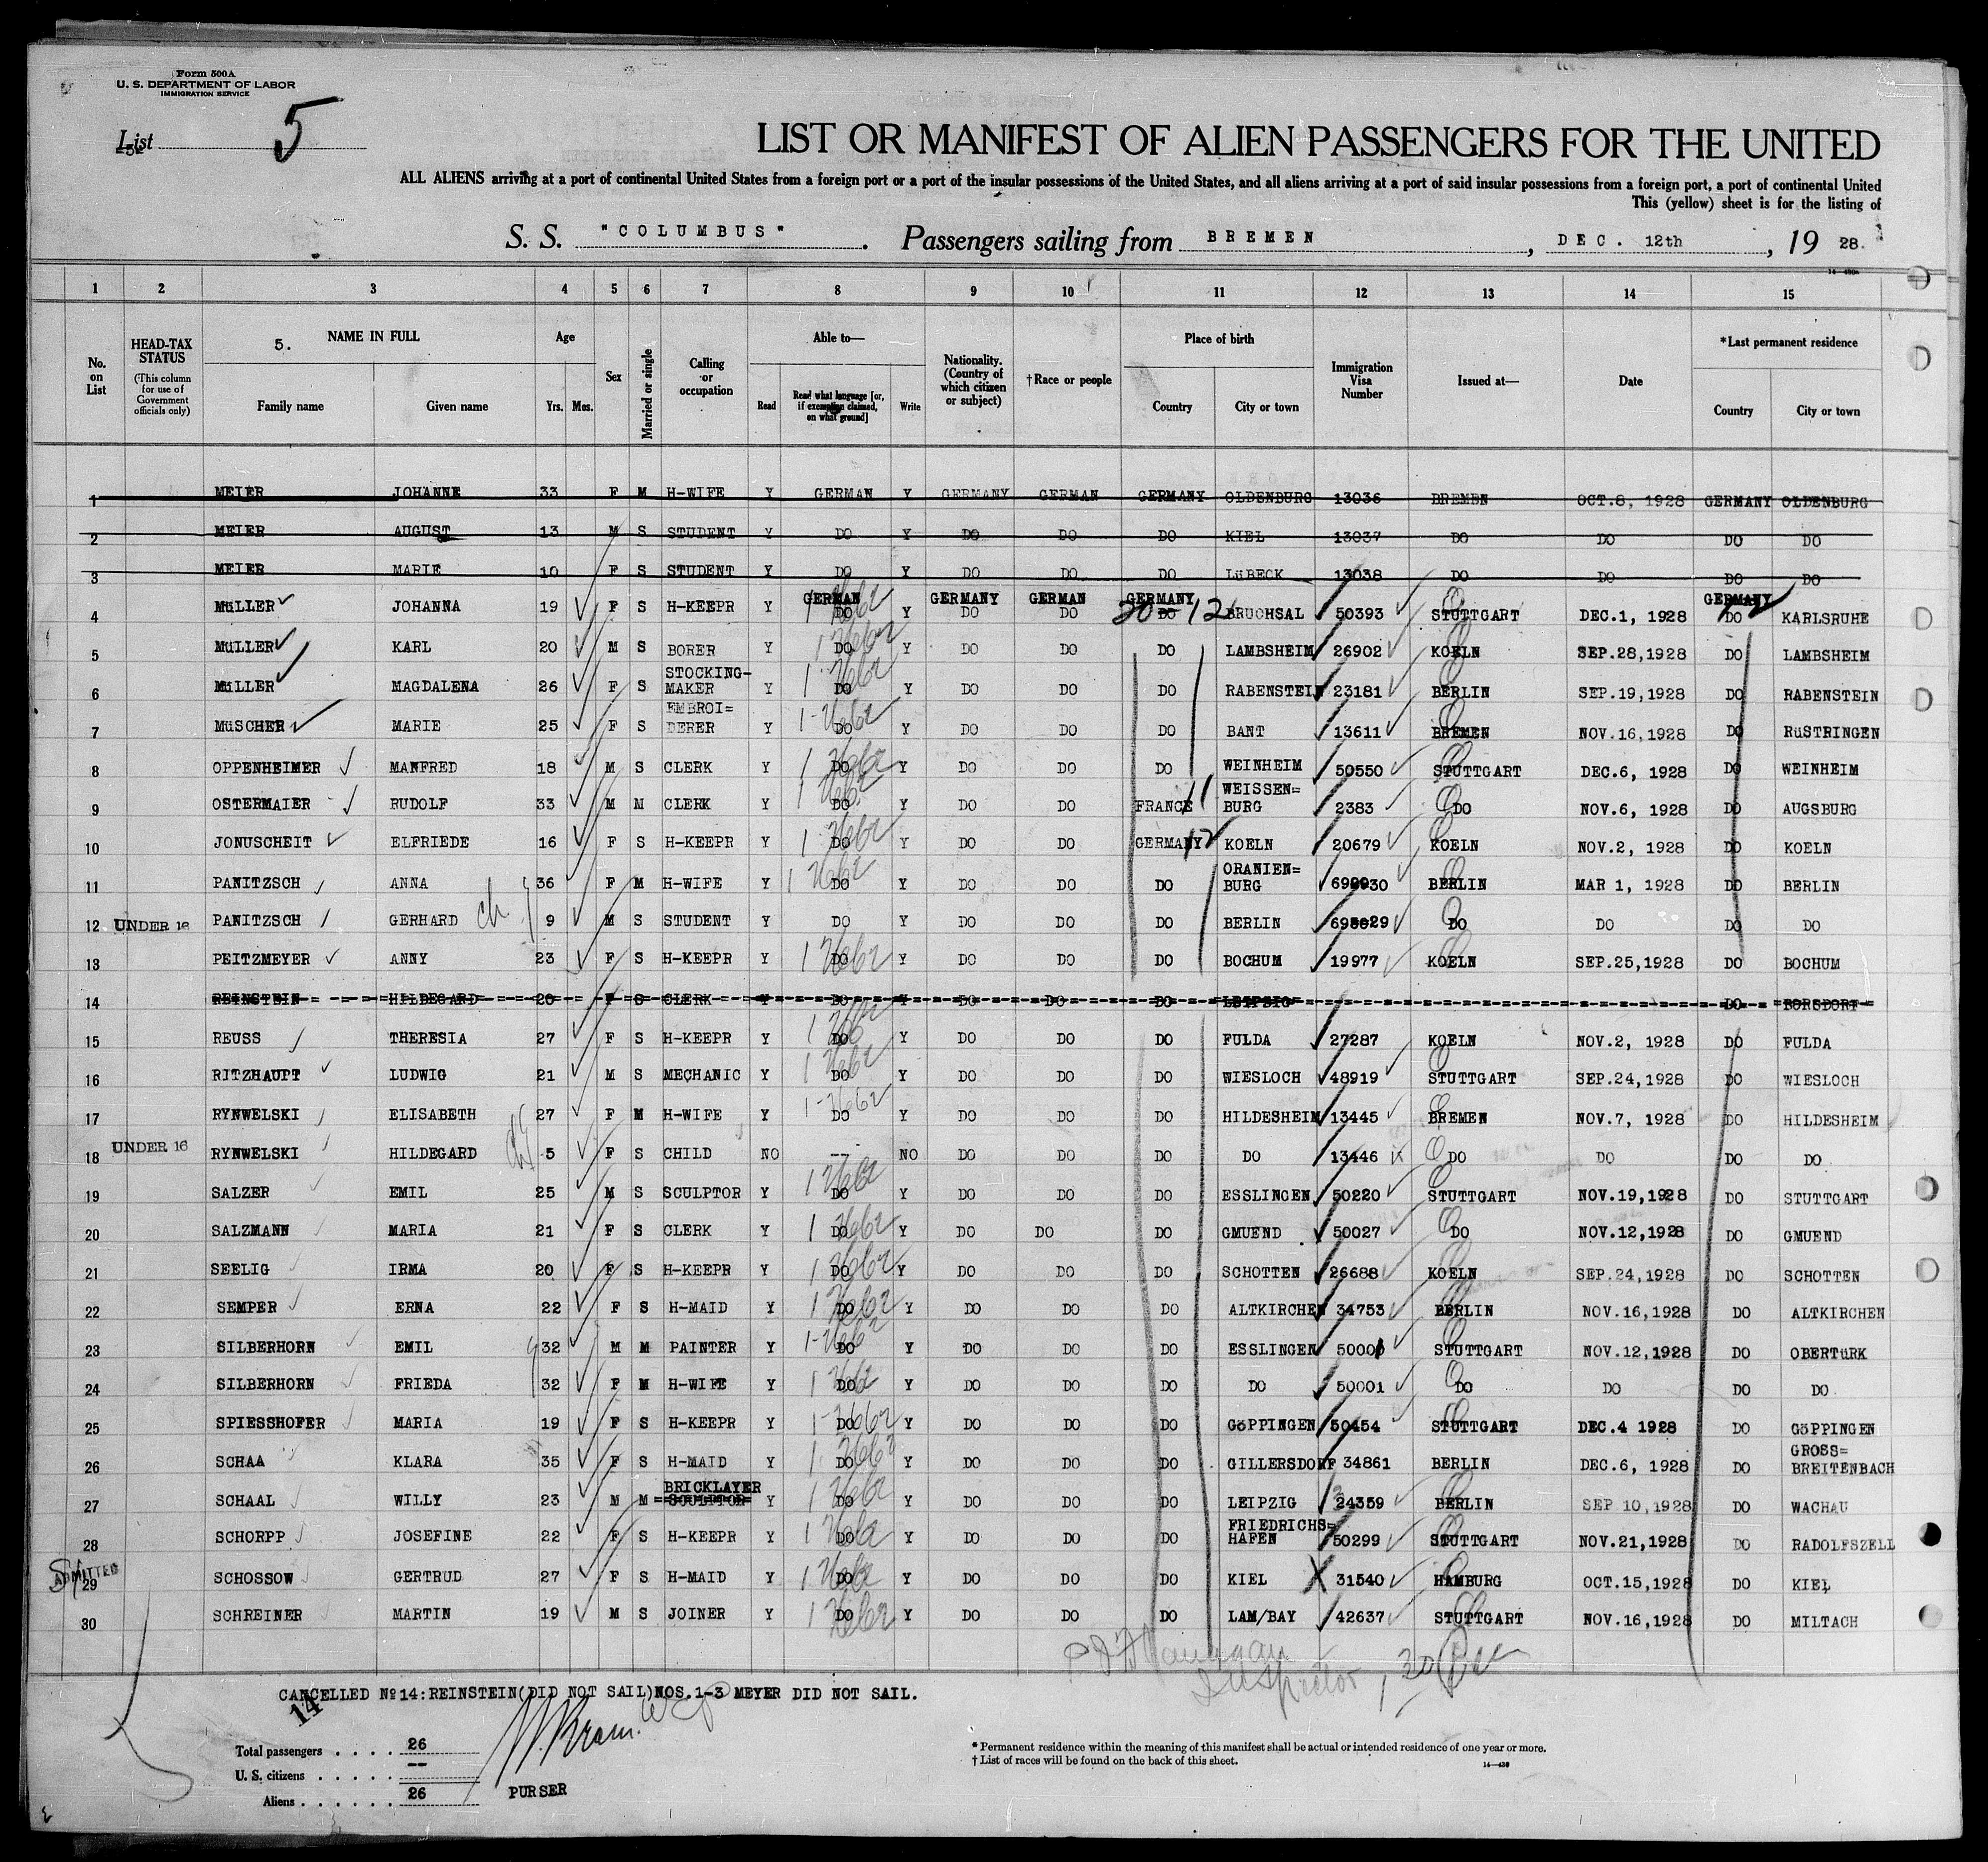 Form 500A
U. S. DEPARTMENT OF LABOR
IMMIGRATION SERVICE
List 5
LIST OR MANIFEST OF ALIEN PASSENGERS FOR THE UNITED
ALL ALIENS arriving at a port of continental United States from a foreign port or a port of the insular possessions of the United States, and all aliens arriving at a port of said insular possessions from a foreign port, a port of continental United
This (yellow) sheet is for the listing of
S. S. "COLUMBUS" . Passengers sailing from BREMEN , DEC. 12th , 19 28.
1 2 3 4 5 6 7 8 9 10 11 12 13 14 15
No. on List
HEAD-TAX STATUS (This column for use of Government officials only)
5. NAME IN FULL
Family name Given name
Age Yrs. Mos.
Sex
Married or single
Calling or occupation
Able to—
Read Read what language [or, if exemption claimed, on what ground] Write
Nationality. (Country of which citizen or subject)
†Race or people
Place of birth
Country City or town
Immigration Visa Number
Issued at—
Date
*Last permanent residence
Country City or town
1 MEIER JOHANNE 33 F M H-WIFE Y GERMAN Y GERMANY GERMAN GERMANY OLDENBURG 13036 BREMEN OCT.8, 1928 GERMANY OLDENBURG
2 MEIER AUGUST 13 M S STUDENT Y DO Y DO DO DO KIEL 13037 DO DO DO DO
3 MEIER MARIE 10 F S STUDENT Y DO Y DO DO DO LüBECK 13038 DO DO DO DO
GERMAN GERMANY GERMAN GERMANY GERMANY
4 MüLLER JOHANNA 19 F S H-KEEPR Y DO Y DO DO DO 20 12 BRUCHSAL 50393 STUTTGART DEC.1, 1928 DO KARLSRUHE
5 MüLLER KARL 20 M S BORER Y DO Y DO DO DO LAMBSHEIM 26902 KOELN SEP.28,1928 DO LAMBSHEIM
6 MüLLER MAGDALENA 26 F S STOCKING-MAKER Y DO Y DO DO DO RABENSTEIN 23181 BERLIN SEP.19,1928 DO RABENSTEIN
7 MüSCHER MARIE 25 F S EMBROI=DERER Y DO Y DO DO DO BANT 13611 BREMEN NOV.16,1928 DO RüSTRINGEN
8 OPPENHEIMER MANFRED 18 M S CLERK Y DO Y DO DO DO WEINHEIM 50550 STUTTGART DEC.6, 1928 DO WEINHEIM
9 OSTERMAIER RUDOLF 33 M M CLERK Y DO Y DO DO FRANCE 11 WEISSEN=BURG 2383 DO NOV.6, 1928 DO AUGSBURG
10 JONUSCHEIT ELFRIEDE 16 F S H-KEEPR Y DO Y DO DO GERMANY 12 KOELN 20679 KOELN NOV.2, 1928 DO KOELN
11 PANITZSCH ANNA 36 F M H-WIFE Y DO Y DO DO DO ORANIEN=BURG BERLIN MAR 1, 1928 DO BERLIN
12 UNDER 16 PANITZSCH GERHARD ch 9 M S STUDENT Y DO Y DO DO DO BERLIN DO DO DO DO
13 PEITZMEYER ANNY 23 F S H-KEEPR Y DO Y DO DO DO BOCHUM 19977 KOELN SEP.25,1928 DO BOCHUM
14 REINSTEIN HILDEGARD 20 F S CLERK Y DO Y DO DO DO LEIPZIG DO BORSDORF
15 REUSS THERESIA 27 F S H-KEEPR Y DO Y DO DO DO FULDA 27287 KOELN NOV.2, 1928 DO FULDA
16 RITZHAUPT LUDWIG 21 M S MECHANIC Y DO Y DO DO DO WIESLOCH 48919 STUTTGART SEP.24,1928 DO WIESLOCH
17 RYNWELSKI ELISABETH 27 F M H-WIFE Y DO Y DO DO DO HILDESHEIM 13445 BREMEN NOV.7, 1928 DO HILDESHEIM
18 UNDER 16 RYNWELSKI HILDEGARD ch 5 F S CHILD NO -- NO DO DO DO DO 13446 DO DO DO DO
19 SALZER EMIL 25 M S SCULPTOR Y DO Y DO DO DO ESSLINGEN 50220 STUTTGART NOV.19,1928 DO STUTTGART
20 SALZMANN MARIA 21 F S CLERK Y DO Y DO DO DO GMUEND 50027 DO NOV.12,1928 DO GMUEND
21 SEELIG IRMA 20 F S H-KEEPR Y DO Y DO DO DO SCHOTTEN 26688 KOELN SEP.24,1928 DO SCHOTTEN
22 SEMPER ERNA 22 F S H-MAID Y DO Y DO DO DO ALTKIRCHEN 34753 BERLIN NOV.16,1928 DO ALTKIRCHEN
23 SILBERHORN EMIL 32 M M PAINTER Y DO Y DO DO DO ESSLINGEN STUTTGART NOV.12,1928 DO OBERTüRK
24 SILBERHORN FRIEDA 32 F M H-WIFE Y DO Y DO DO DO DO 50001 DO DO DO DO
25 SPIESSHOFER MARIA 19 F S H-KEEPR Y DO Y DO DO DO GöPPINGEN 50454 STUTTGART DEC.4 1928 DO GöPPINGEN
26 SCHAA KLARA 35 F S H-MAID Y DO Y DO DO DO GILLERSDORF 34861 BERLIN DEC.6, 1928 DO GROSS=BREITENBACH
27 SCHAAL WILLY 23 M M BRICKLAYER SCULPTOR Y DO Y DO DO DO LEIPZIG 24359 BERLIN SEP 10,1928 DO WACHAU
28 SCHORPP JOSEFINE 22 F S H-KEEPR Y DO Y DO DO DO FRIEDRICHS=HAFEN 50299 STUTTGART NOV.21,1928 DO RADOLFSZELL
29 ADMITTED SCHOSSOW GERTRUD 27 F S H-MAID Y DO Y DO DO DO KIEL X 31540 HAMBURG OCT.15,1928 DO KIEL
30 SCHREINER MARTIN 19 M S JOINER Y DO Y DO DO DO LAM/BAY 42637 STUTTGART NOV.16,1928 DO MILTACH
Inspector
CANCELLED Nº14:REINSTEIN(DID NOT SAIL)NOS.1-3 MEYER DID NOT SAIL.
14
Total passengers . . . . 26
U. S. citizens . . . . . --
Aliens . . . . . . 26
PURSER
* Permanent residence within the meaning of this manifest shall be actual or intended residence of one year or more.
† List of races will be found on the back of this sheet.